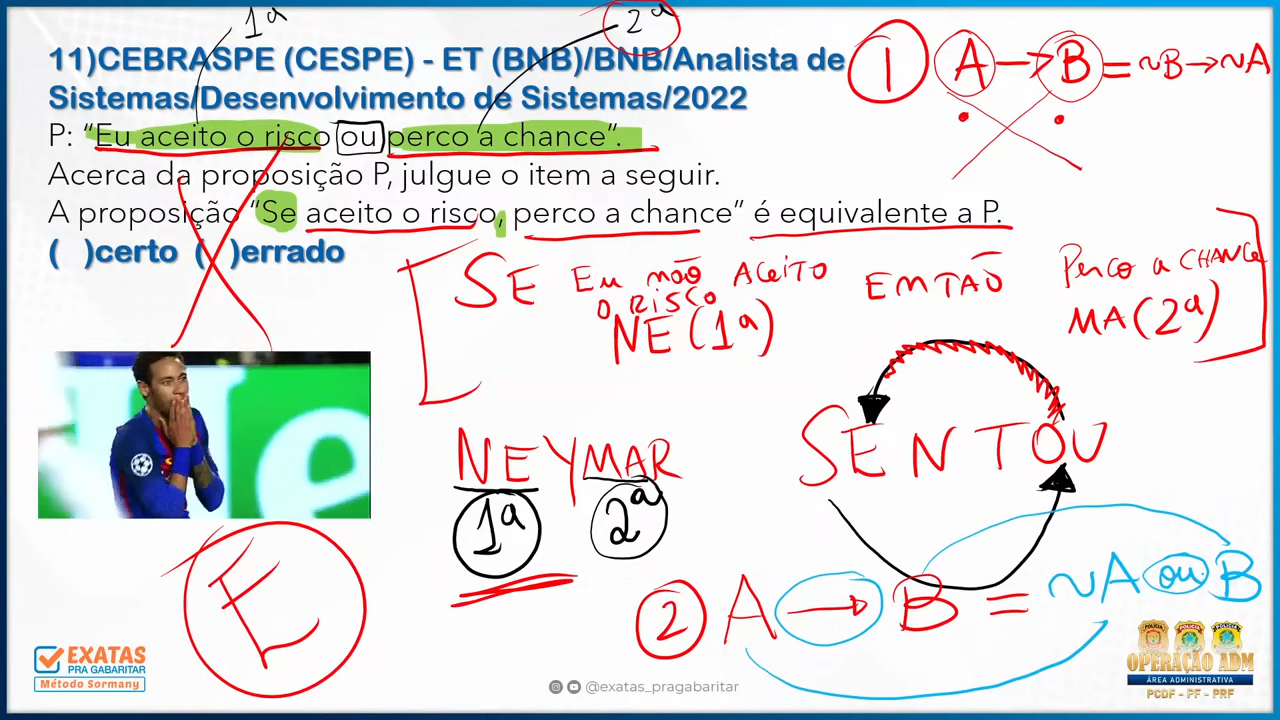 1ª
2ª
11)CEBRASPE (CESPE) - ET (BNB)/BNB/Analista de
Sistemas/Desenvolvimento de Sistemas/2022
1 A → B = ~B → ~A
P: “Eu aceito o risco ou perco a chance”.
Acerca da proposição P, julgue o item a seguir.
A proposição “Se aceito o risco, perco a chance” é equivalente a P.
( )certo ( )errado
SE Eu não ACEITO ENTÃO Perco a CHANCE
O RISCO
NE(1ª) MA(2ª)
SENTOU
NEYMAR
1ª 2ª
E
2 A → B = ~A ou B
EXATAS
PRA GABARITAR
Método Sormany
@exatas_pragabaritar
POLÍCIA POLÍCIA POLÍCIA
OPERAÇÃO ADM
ÁREA ADMINISTRATIVA
PCDF - PF - PRF